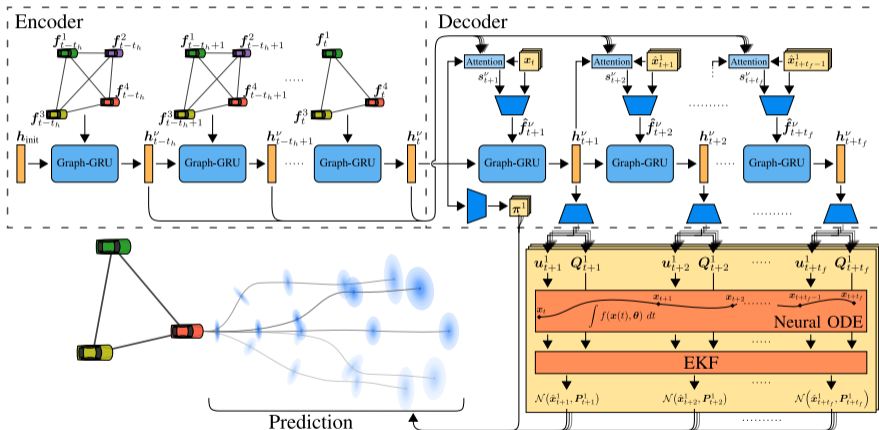 Encoder
Decoder
f^1_{t-t_h} f^2_{t-t_h} f^1_{t-t_h+1} f^2_{t-t_h+1} f^1_t
..... 
f^3_{t-t_h} f^4_{t-t_h} f^3_{t-t_h+1} f^4_{t-t_h+1} f^3_t f^4_t
Attention x_t Attention x̂^1_{t+1} Attention x̂^1_{t+t_f-1}
s^ν_{t+1} s^ν_{t+2} s^ν_{t+t_f}
f̂^ν_{t+1} f̂^ν_{t+2} f̂^ν_{t+t_f}
h_init h^ν_{t-t_h} h^ν_{t-t_h+1} h^ν_t h^ν_{t+1} h^ν_{t+2} h^ν_{t+t_f}
Graph-GRU Graph-GRU Graph-GRU Graph-GRU Graph-GRU Graph-GRU
π^1
u^1_{t+1} Q^1_{t+1} u^1_{t+2} Q^1_{t+2} ..... u^1_{t+t_f} Q^1_{t+t_f}
x_t x_{t+1} x_{t+2} x_{t+t_f-1} x_{t+t_f}
∫ f(x(t), θ) dt
Neural ODE
EKF
N(x̂^1_{t+1}, P^1_{t+1}) N(x̂^1_{t+2}, P^1_{t+2}) N(x̂^1_{t+t_f}, P^1_{t+t_f})
Prediction